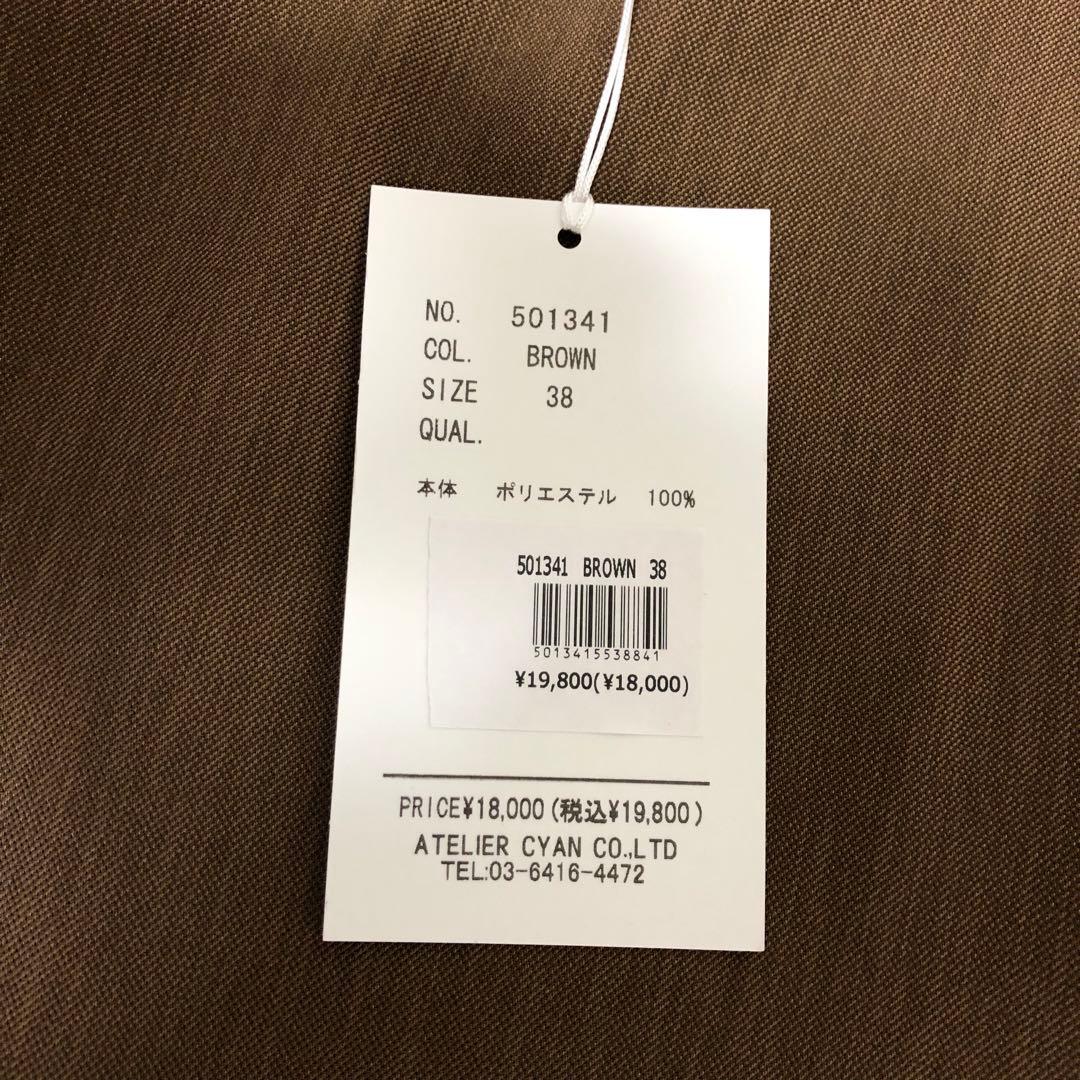 NO. 501341
COL. BROWN
SIZE 38
QUAL.
本体 ポリエステル 100%
501341 BROWN 38
5013415538841
¥19,800(¥18,000)
PRICE¥18,000(税込¥19,800)
ATELIER CYAN CO.,LTD
TEL:03-6416-4472